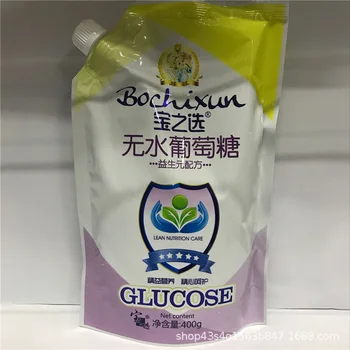 Bochixun
宝之选®
无水葡萄糖
•••益生元配方•••
LEAN NUTRITION CARE
精益营养 精心呵护
GLUCOSE
Net content
净含量:400g